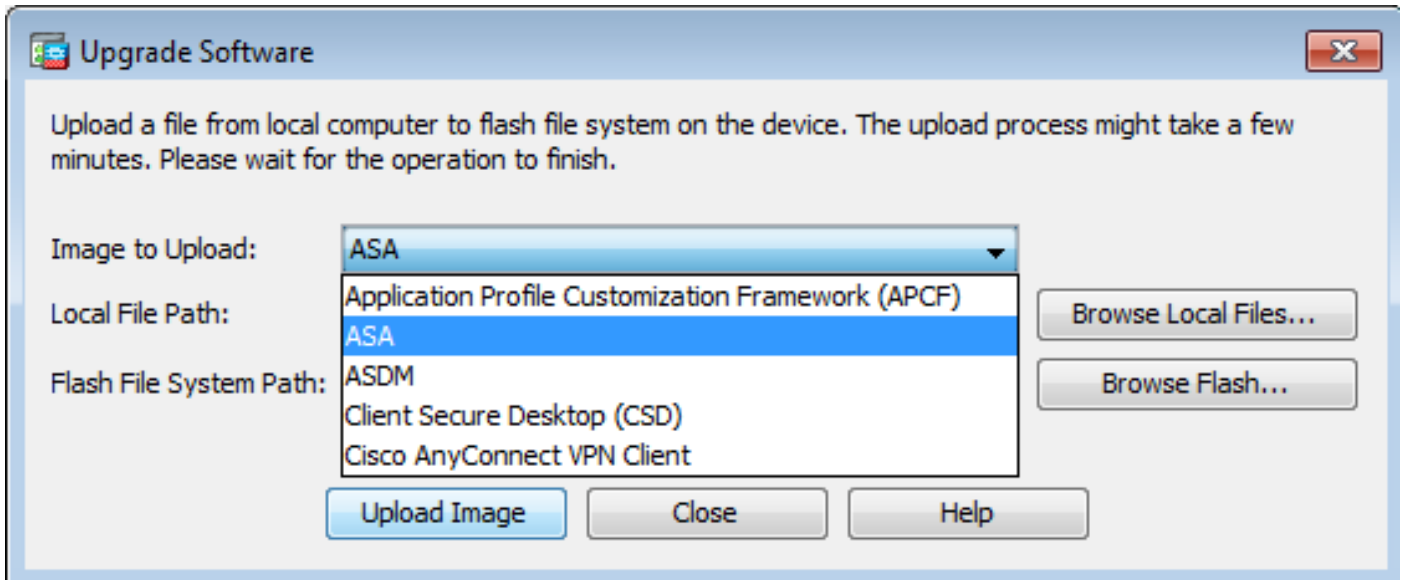 Upgrade Software
Upload a file from local computer to flash file system on the device. The upload process might take a few
minutes. Please wait for the operation to finish.
Image to Upload:
ASA
Application Profile Customization Framework (APCF)
Local File Path:
Browse Local Files...
ASA
Flash File System Path:
ASDM
Browse Flash...
Client Secure Desktop (CSD)
Cisco AnyConnect VPN Client
Upload Image
Close
Help